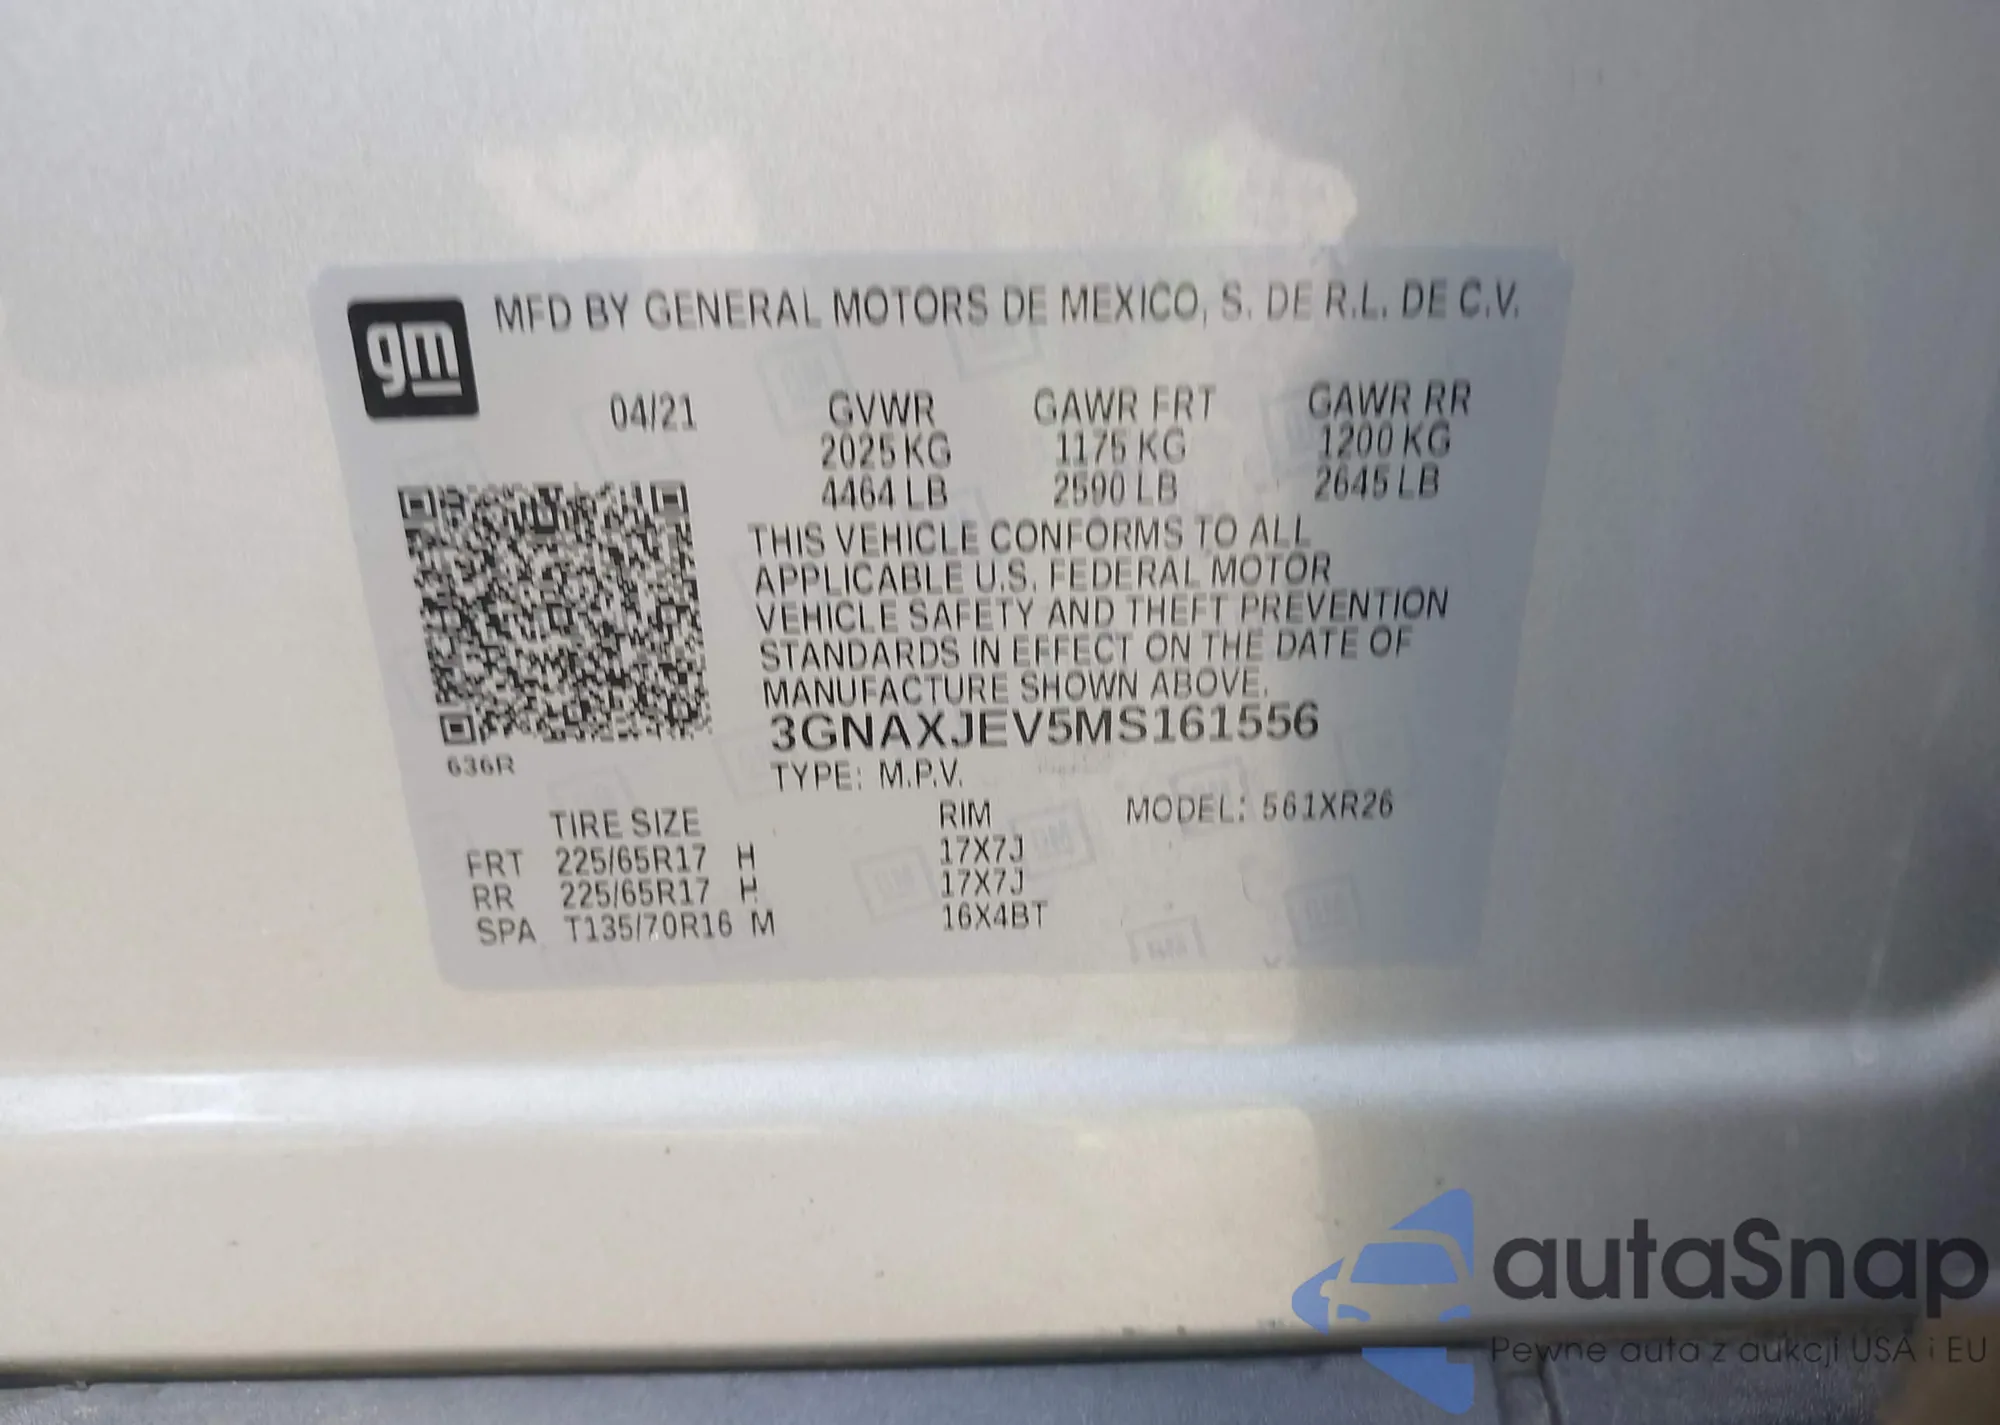 gm
MFD BY GENERAL MOTORS DE MEXICO, S. DE R.L. DE C.V.
04/21 GVWR GAWR FRT GAWR RR
2025 KG 1175 KG 1200 KG
4464 LB 2590 LB 2645 LB
THIS VEHICLE CONFORMS TO ALL
APPLICABLE U.S. FEDERAL MOTOR
VEHICLE SAFETY AND THEFT PREVENTION
STANDARDS IN EFFECT ON THE DATE OF
MANUFACTURE SHOWN ABOVE.
3GNAXJEV5MS161556
636R
TYPE: M.P.V.
TIRE SIZE RIM MODEL: 561XR26
FRT 225/65R17 H 17X7J
RR 225/65R17 H 17X7J
SPA T135/70R16 M 16X4BT
autaSnap
Pewne auta z aukcji USA i EU